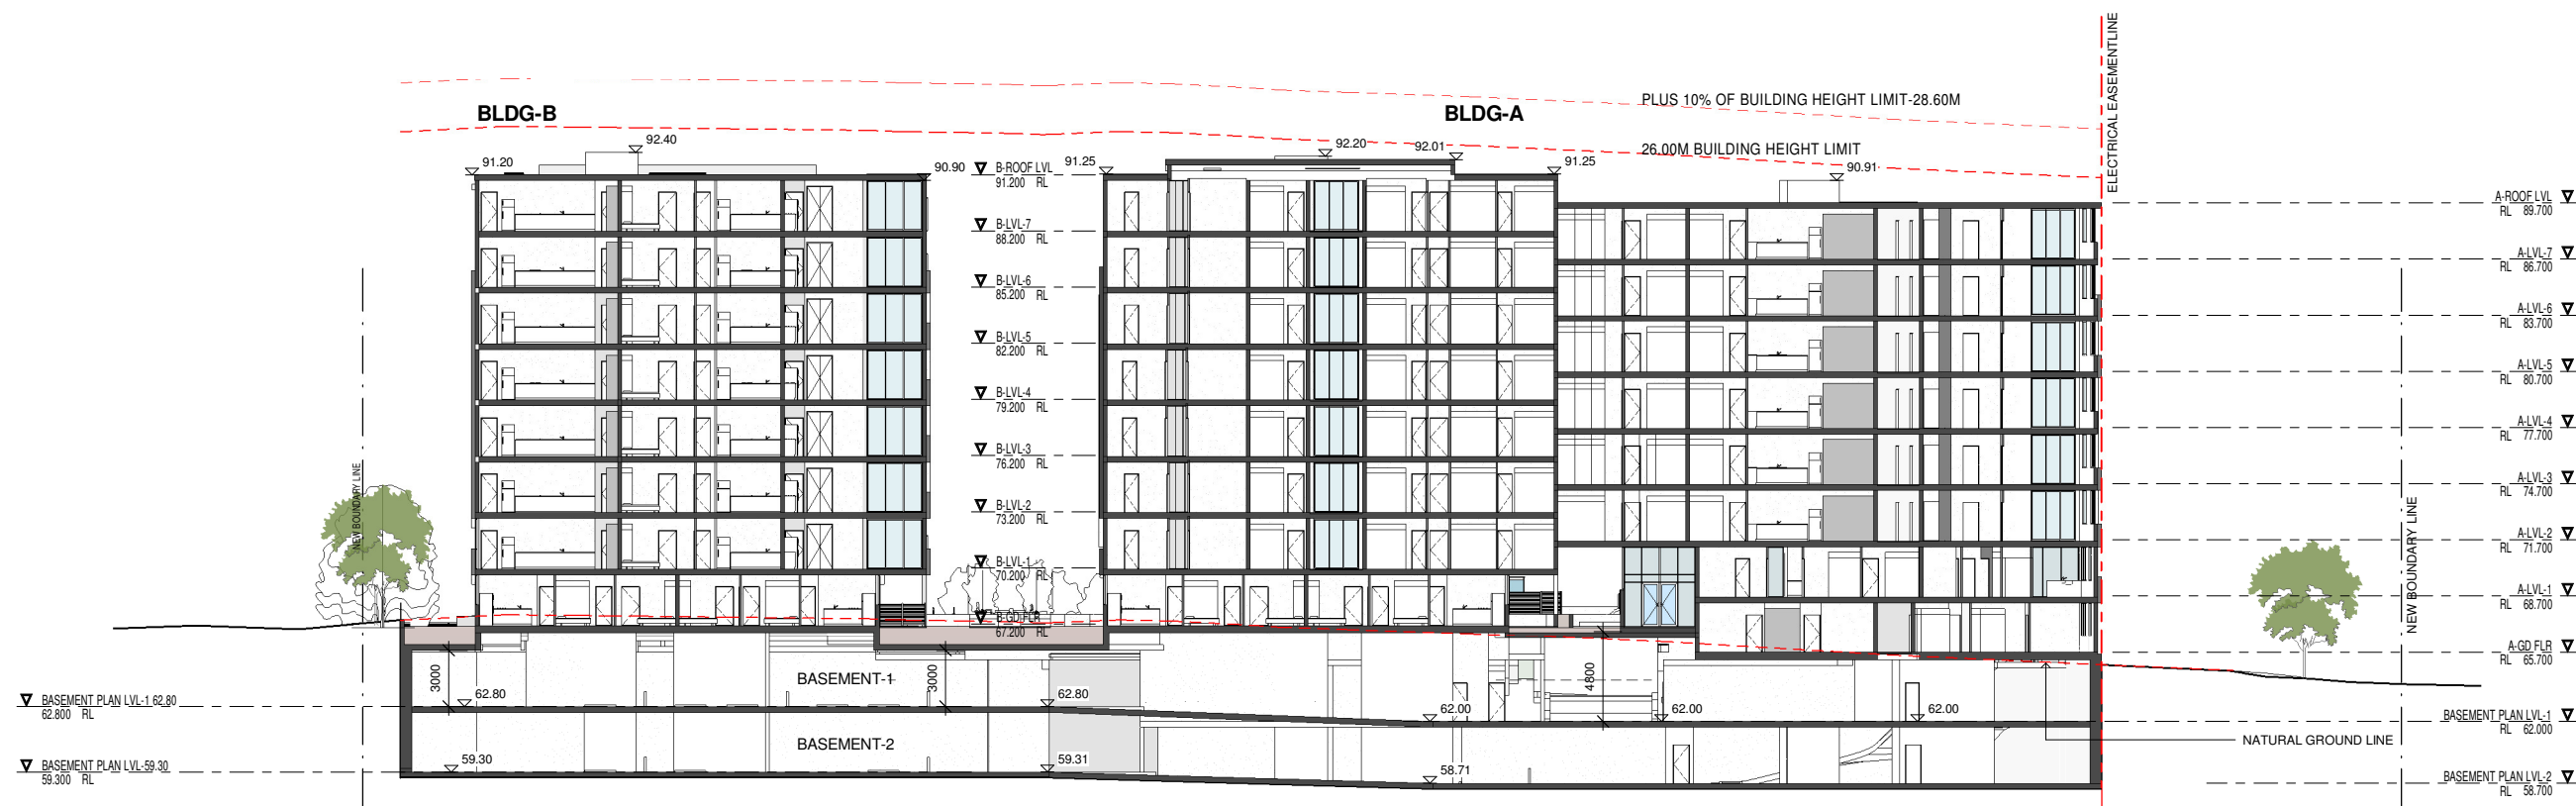 ELECTRICAL EASEMENTLINE
PLUS 10% OF BUILDING HEIGHT LIMIT-28.60M
BLDG-B
BLDG-A
92.40
92.20
92.01
26.00M BUILDING HEIGHT LIMIT
91.20
90.90
B-ROOF LVL
91.200 RL
91.25
91.25
90.91
A-ROOF LVL
RL 89.700
B-LVL-7
88.200 RL
A-LVL-7
RL 86.700
B-LVL-6
85.200 RL
A-LVL-6
RL 83.700
B-LVL-5
82.200 RL
A-LVL-5
RL 80.700
B-LVL-4
79.200 RL
A-LVL-4
RL 77.700
B-LVL-3
76.200 RL
A-LVL-3
RL 74.700
NEW BOUNDARY LINE
B-LVL-2
73.200 RL
A-LVL-2
RL 71.700
NEW BOUNDARY LINE
B-LVL-1
70.200 RL
A-LVL-1
RL 68.700
B-GD FLR
67.200 RL
A-GD FLR
RL 65.700
3000
BASEMENT-1
3000
4800
BASEMENT PLAN LVL-1 62.80
62.800 RL
62.80
62.80
62.00
62.00
62.00
BASEMENT PLAN LVL-1
RL 62.000
BASEMENT-2
NATURAL GROUND LINE
BASEMENT PLAN LVL-59.30
59.300 RL
59.30
59.31
58.71
BASEMENT PLAN LVL-2
RL 58.700